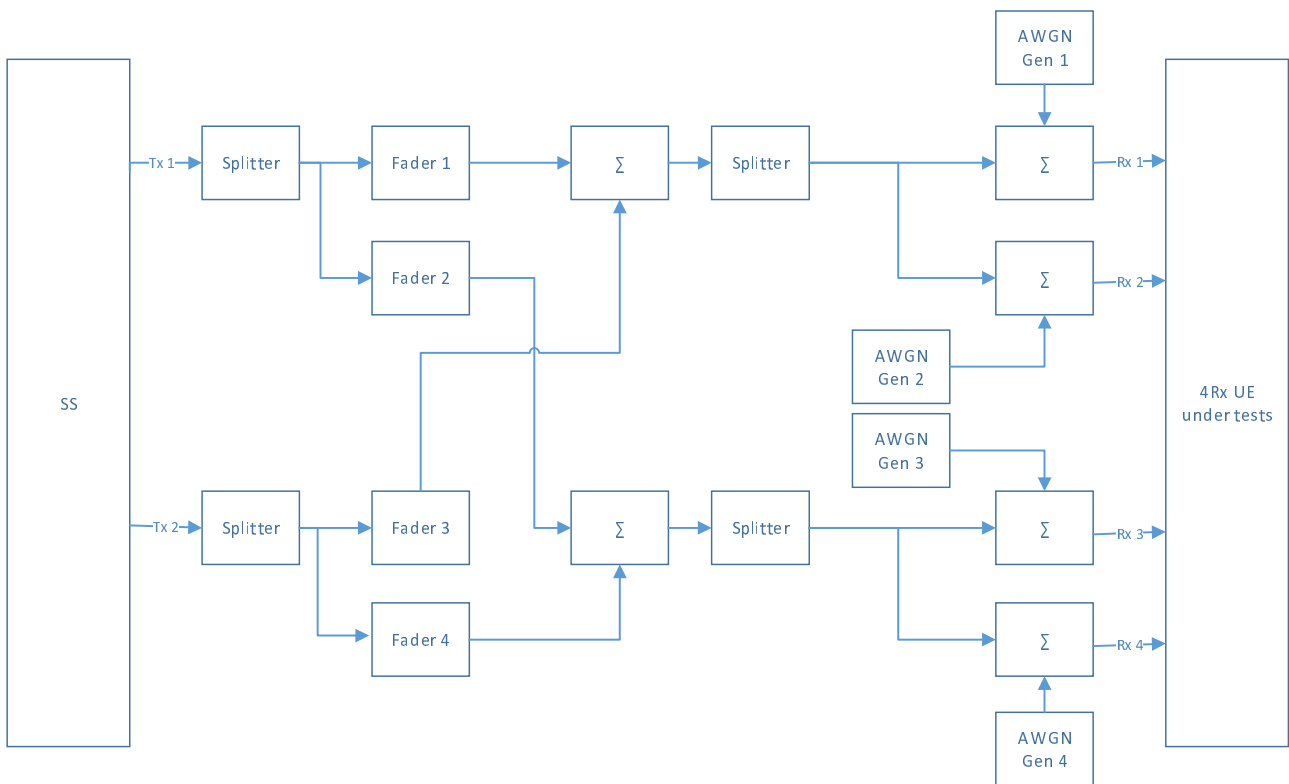 AWGN
Gen 1
Tx 1
Splitter
Fader 1
∑
Splitter
∑
Rx 1
Fader 2
∑
Rx 2
AWGN
Gen 2
SS
4Rx UE
under tests
AWGN
Gen 3
Tx 2
Splitter
Fader 3
∑
Splitter
∑
Rx 3
Fader 4
∑
Rx 4
AWGN
Gen 4